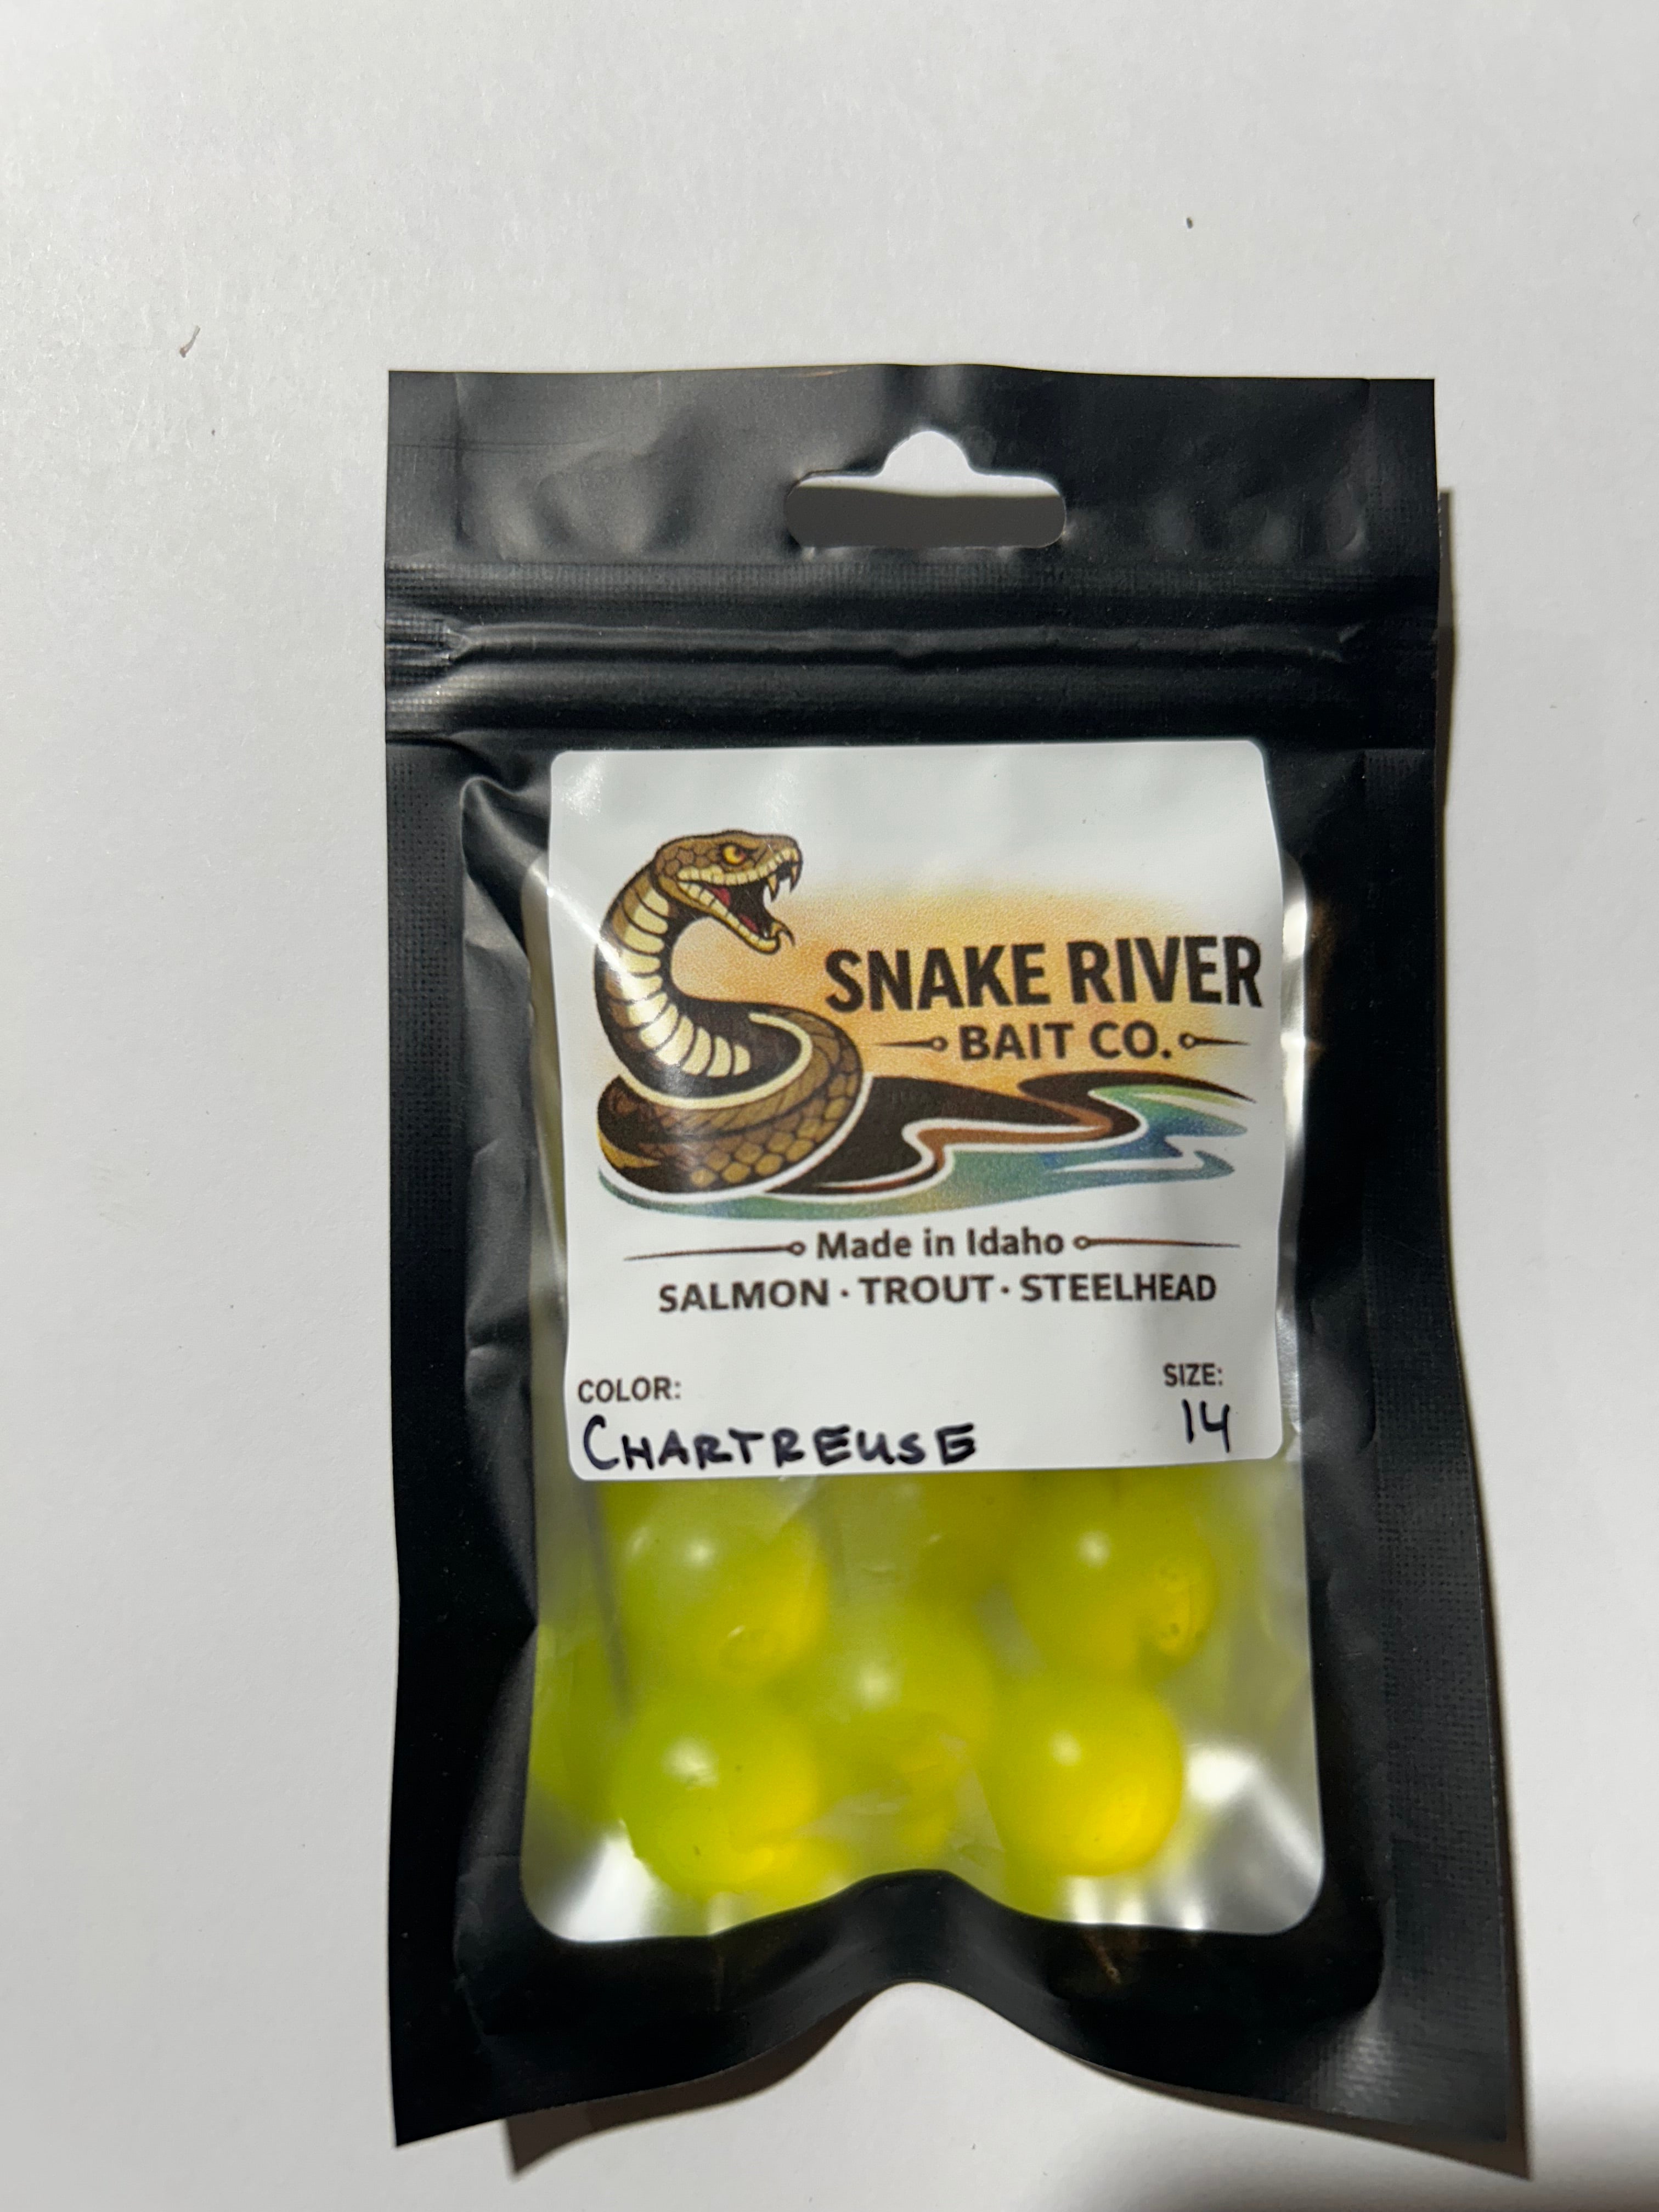 SNAKE RIVER
BAIT CO.
Made in Idaho
SALMON · TROUT · STEELHEAD
COLOR:
SIZE:
CHARTREUSE
14